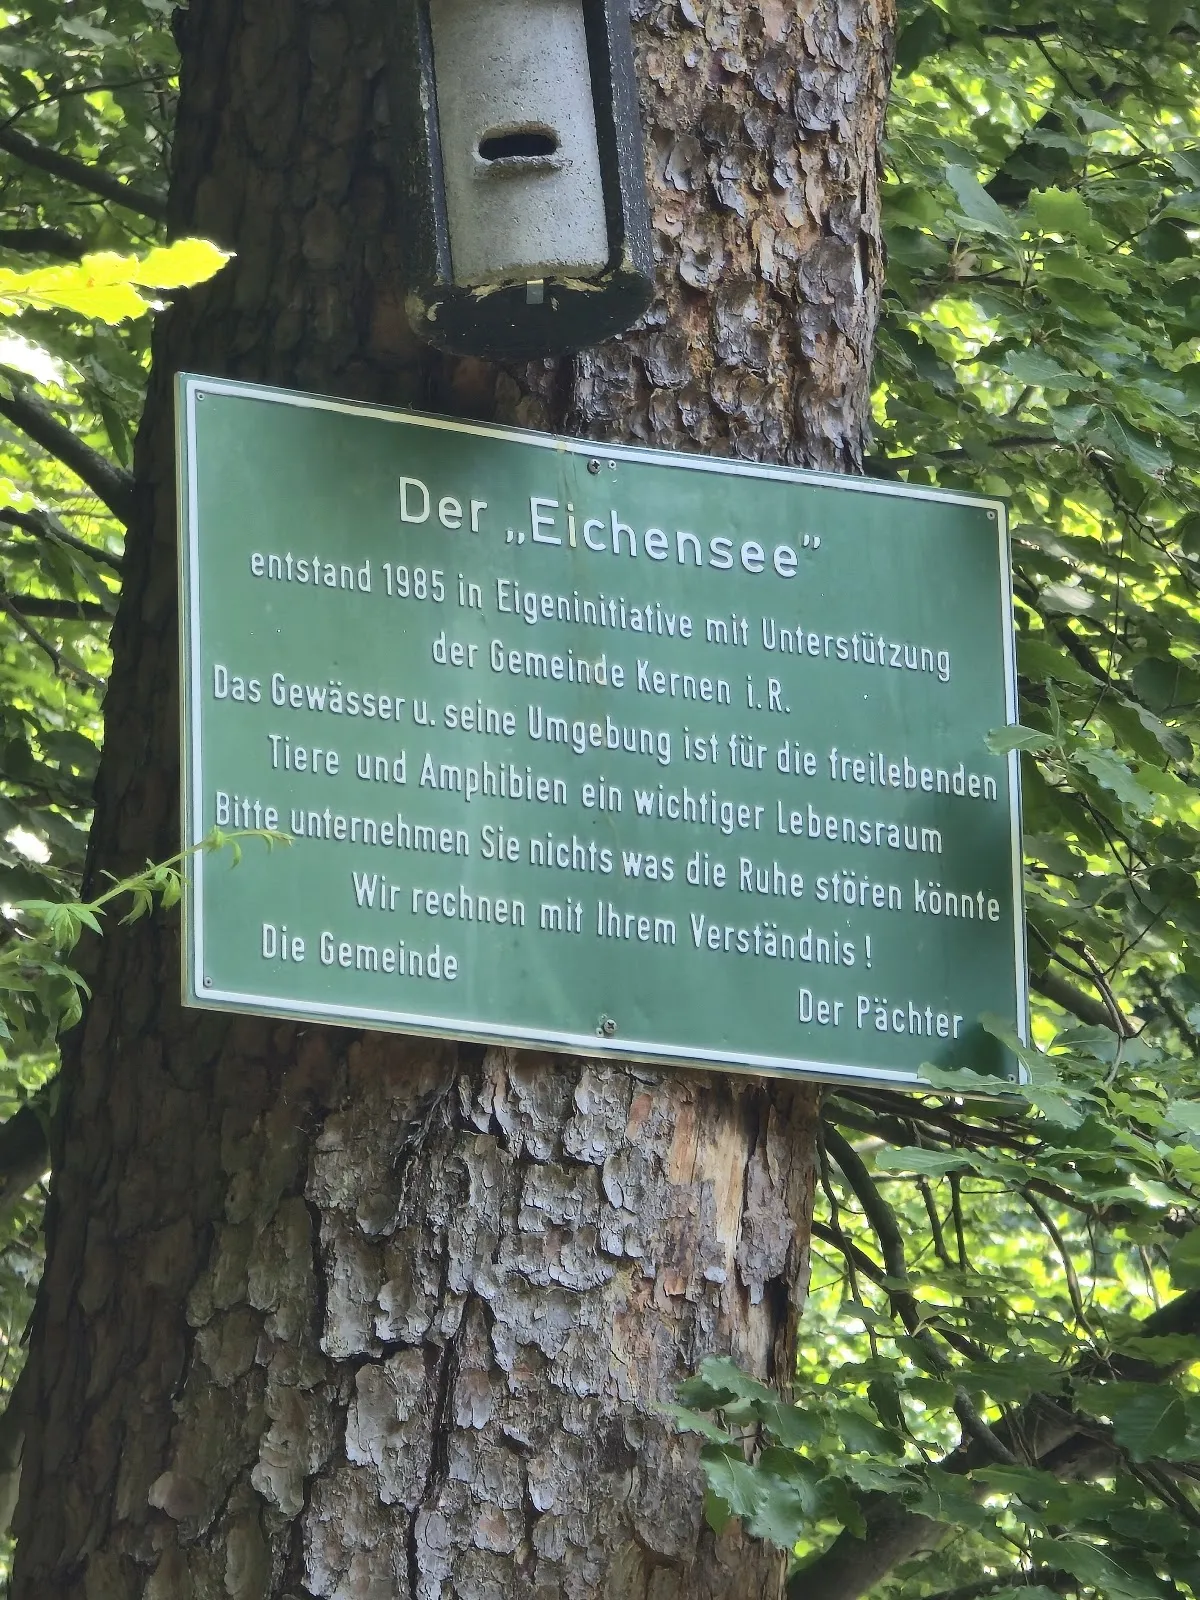 Der „Eichensee”
entstand 1985 in Eigeninitiative mit Unterstützung
der Gemeinde Kernen i.R.
Das Gewässer u. seine Umgebung ist für die freilebenden
Tiere und Amphibien ein wichtiger Lebensraum
Bitte unternehmen Sie nichts was die Ruhe stören könnte
Wir rechnen mit Ihrem Verständnis!
Die Gemeinde
Der Pächter